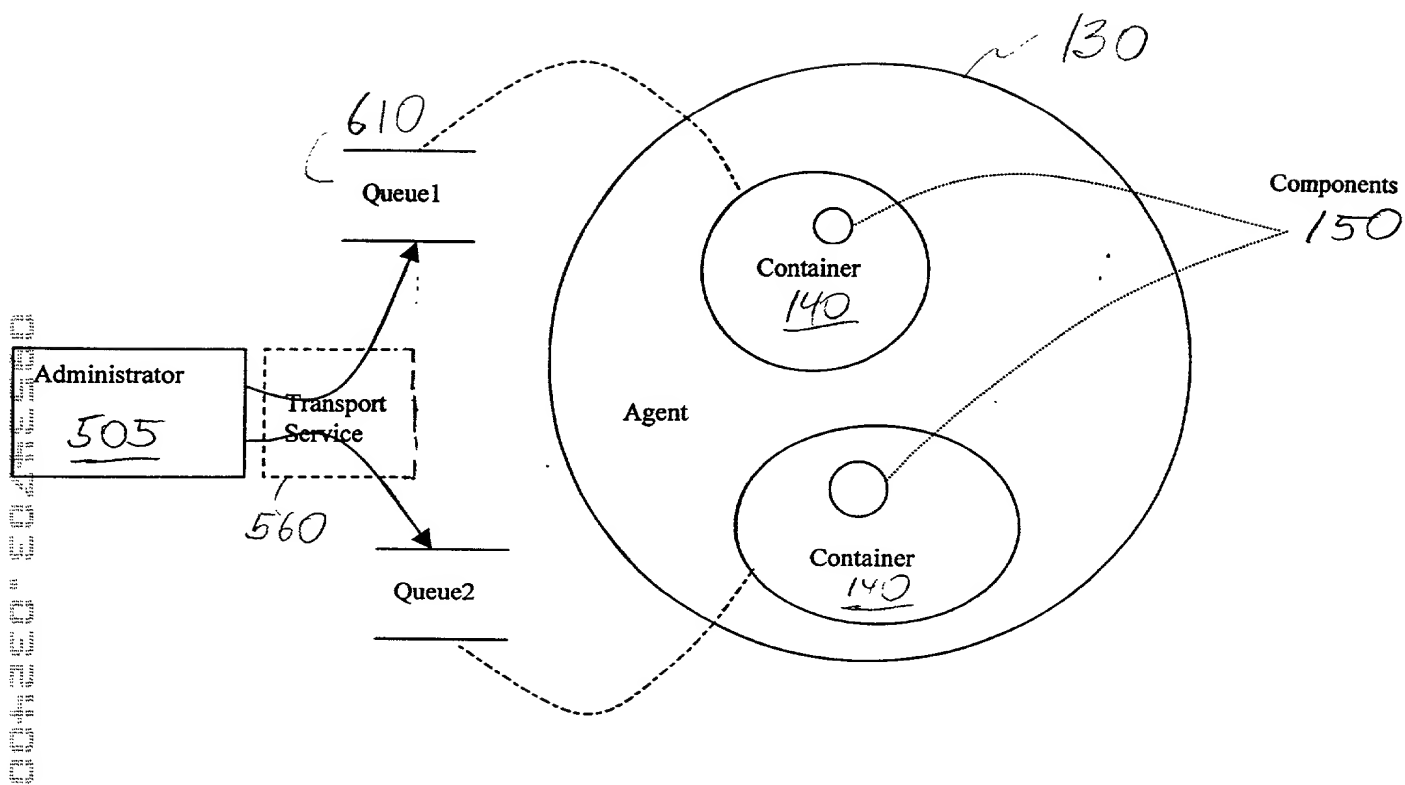 130
610
Queue1
Components
150
Container
140
Administrator
505
Transport
Service
Agent
560
Container
140
Queue2